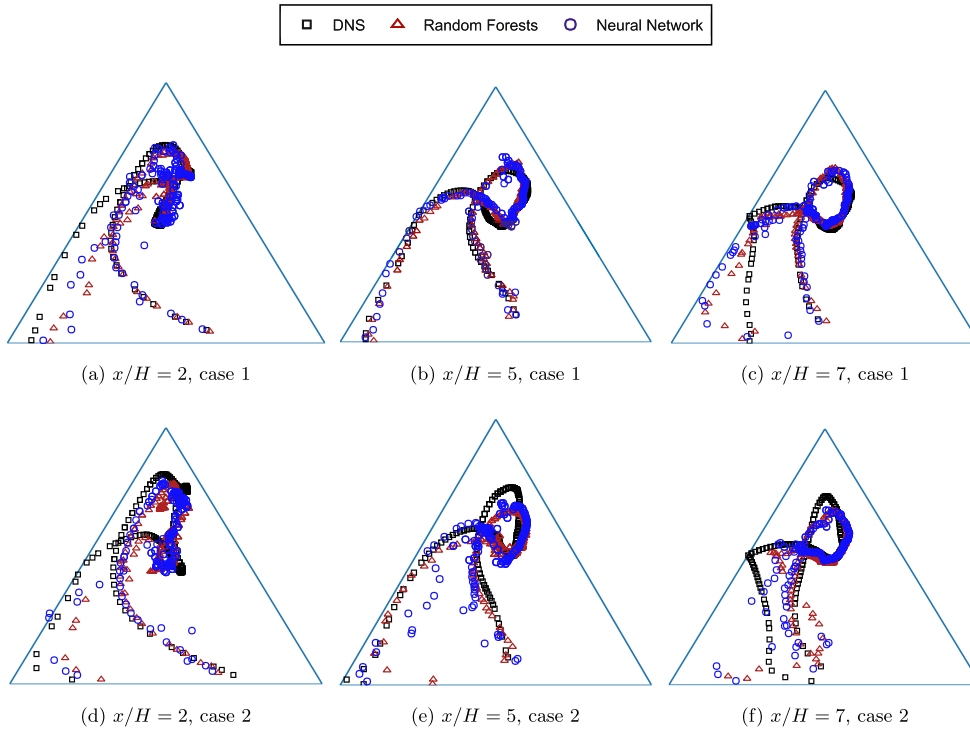 DNS Random Forests Neural Network
(a) x/H = 2, case 1 (b) x/H = 5, case 1 (c) x/H = 7, case 1
(d) x/H = 2, case 2 (e) x/H = 5, case 2 (f) x/H = 7, case 2